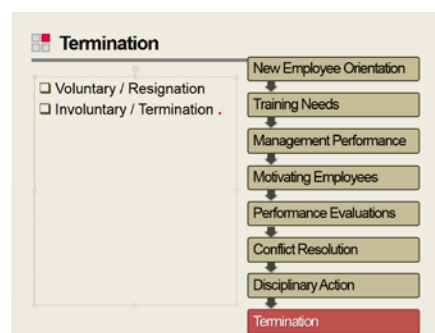 Termination
Voluntary / Resignation
Involuntary / Termination .
New Employee Orientation
Training Needs
Management Performance
Motivating Employees
Performance Evaluations
Conflict Resolution
Disciplinary Action
Termination